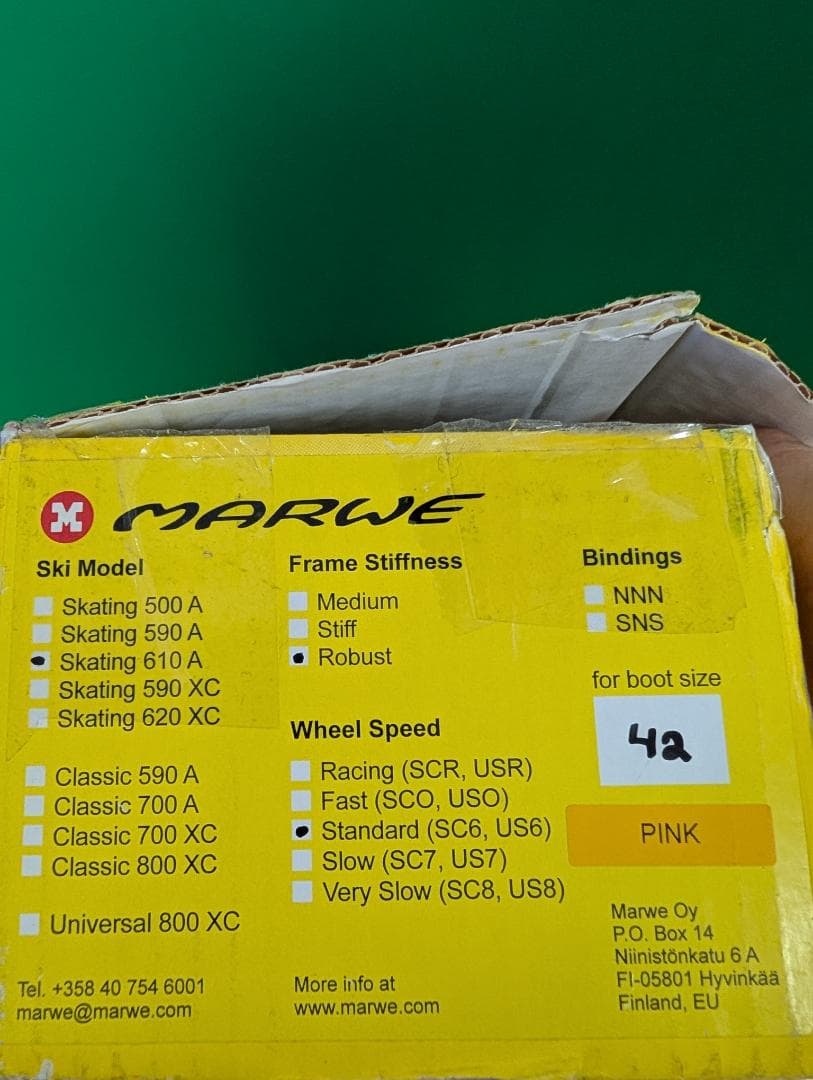 MARWE
Ski Model
Skating 500 A
Skating 590 A
Skating 610 A
Skating 590 XC
Skating 620 XC
Classic 590 A
Classic 700 A
Classic 700 XC
Classic 800 XC
Universal 800 XC
Tel. +358 40 754 6001
marwe@marwe.com
Frame Stiffness
Medium
Stiff
Robust
Wheel Speed
Racing (SCR, USR)
Fast (SCO, USO)
Standard (SC6, US6)
Slow (SC7, US7)
Very Slow (SC8, US8)
More info at
www.marwe.com
Bindings
NNN
SNS
for boot size
42
PINK
Marwe Oy
P.O. Box 14
Niinistönkatu 6 A
FI-05801 Hyvinkää
Finland, EU